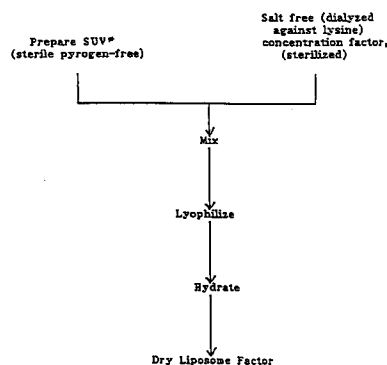 Prepare SUV*
(sterile pyrogen-free)
Salt free (dialyzed
against lysine)
concentration factor,
(sterilized)
Mix
Lyophilize
Hydrate
Dry Liposome Factor